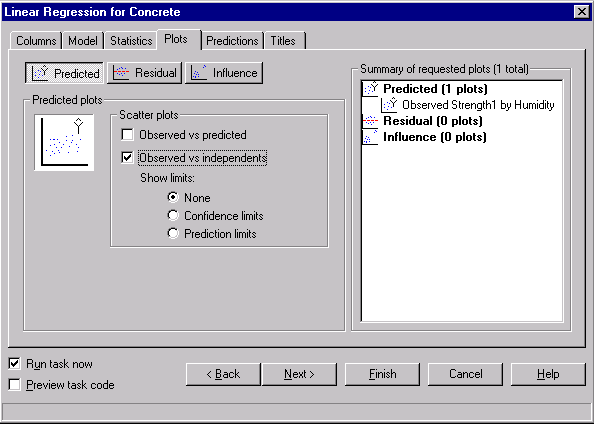 Linear Regression for Concrete
Columns Model Statistics Plots Predictions Titles
Predicted Residual Influence
Predicted plots
Scatter plots
Observed vs predicted
Observed vs independents
Show limits:
None
Confidence limits
Prediction limits
Summary of requested plots (1 total)
Predicted (1 plots)
Observed Strength1 by Humidity
Residual (0 plots)
Influence (0 plots)
Run task now
Preview task code
< Back Next > Finish Cancel Help